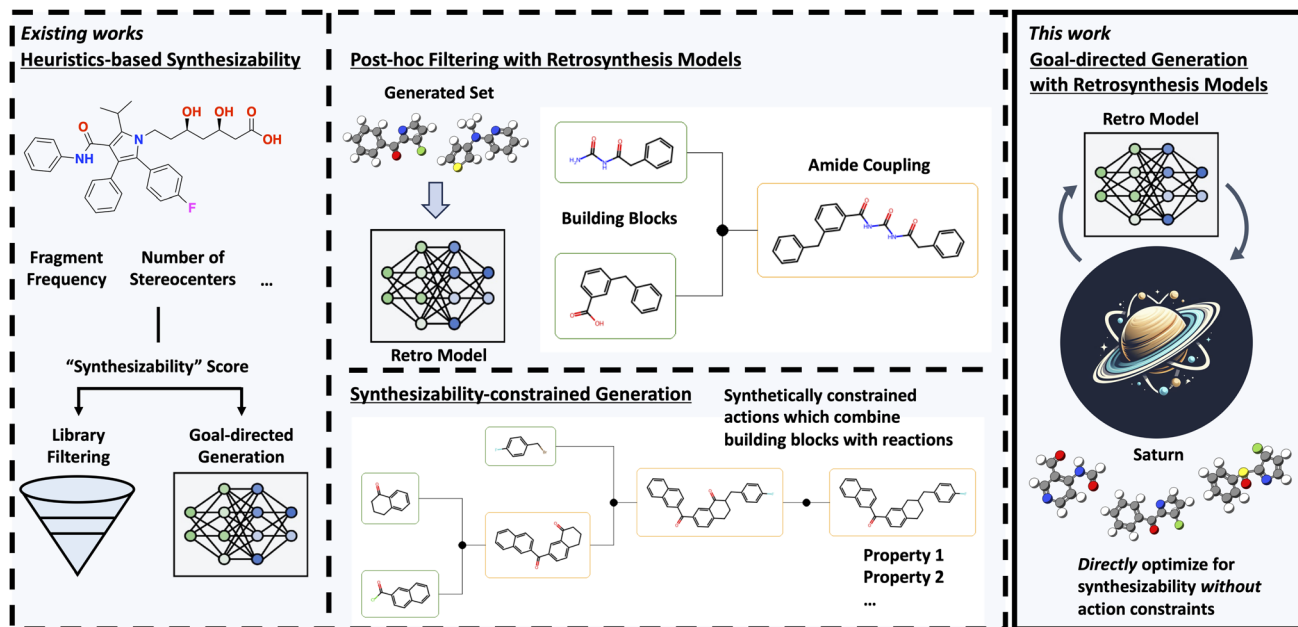 Existing works
Heuristics-based Synthesizability
OH
OH
O
OH
O
N
NH
F
Fragment
Frequency
Number of
Stereocenters
...
“Synthesizability” Score
Library
Filtering
Goal-directed
Generation
Post-hoc Filtering with Retrosynthesis Models
Generated Set
Retro Model
Building Blocks
Amide Coupling
Synthesizability-constrained Generation
Synthetically constrained
actions which combine
building blocks with reactions
Property 1
Property 2
...
This work
Goal-directed Generation
with Retrosynthesis Models
Retro Model
Saturn
Directly optimize for
synthesizability without
action constraints